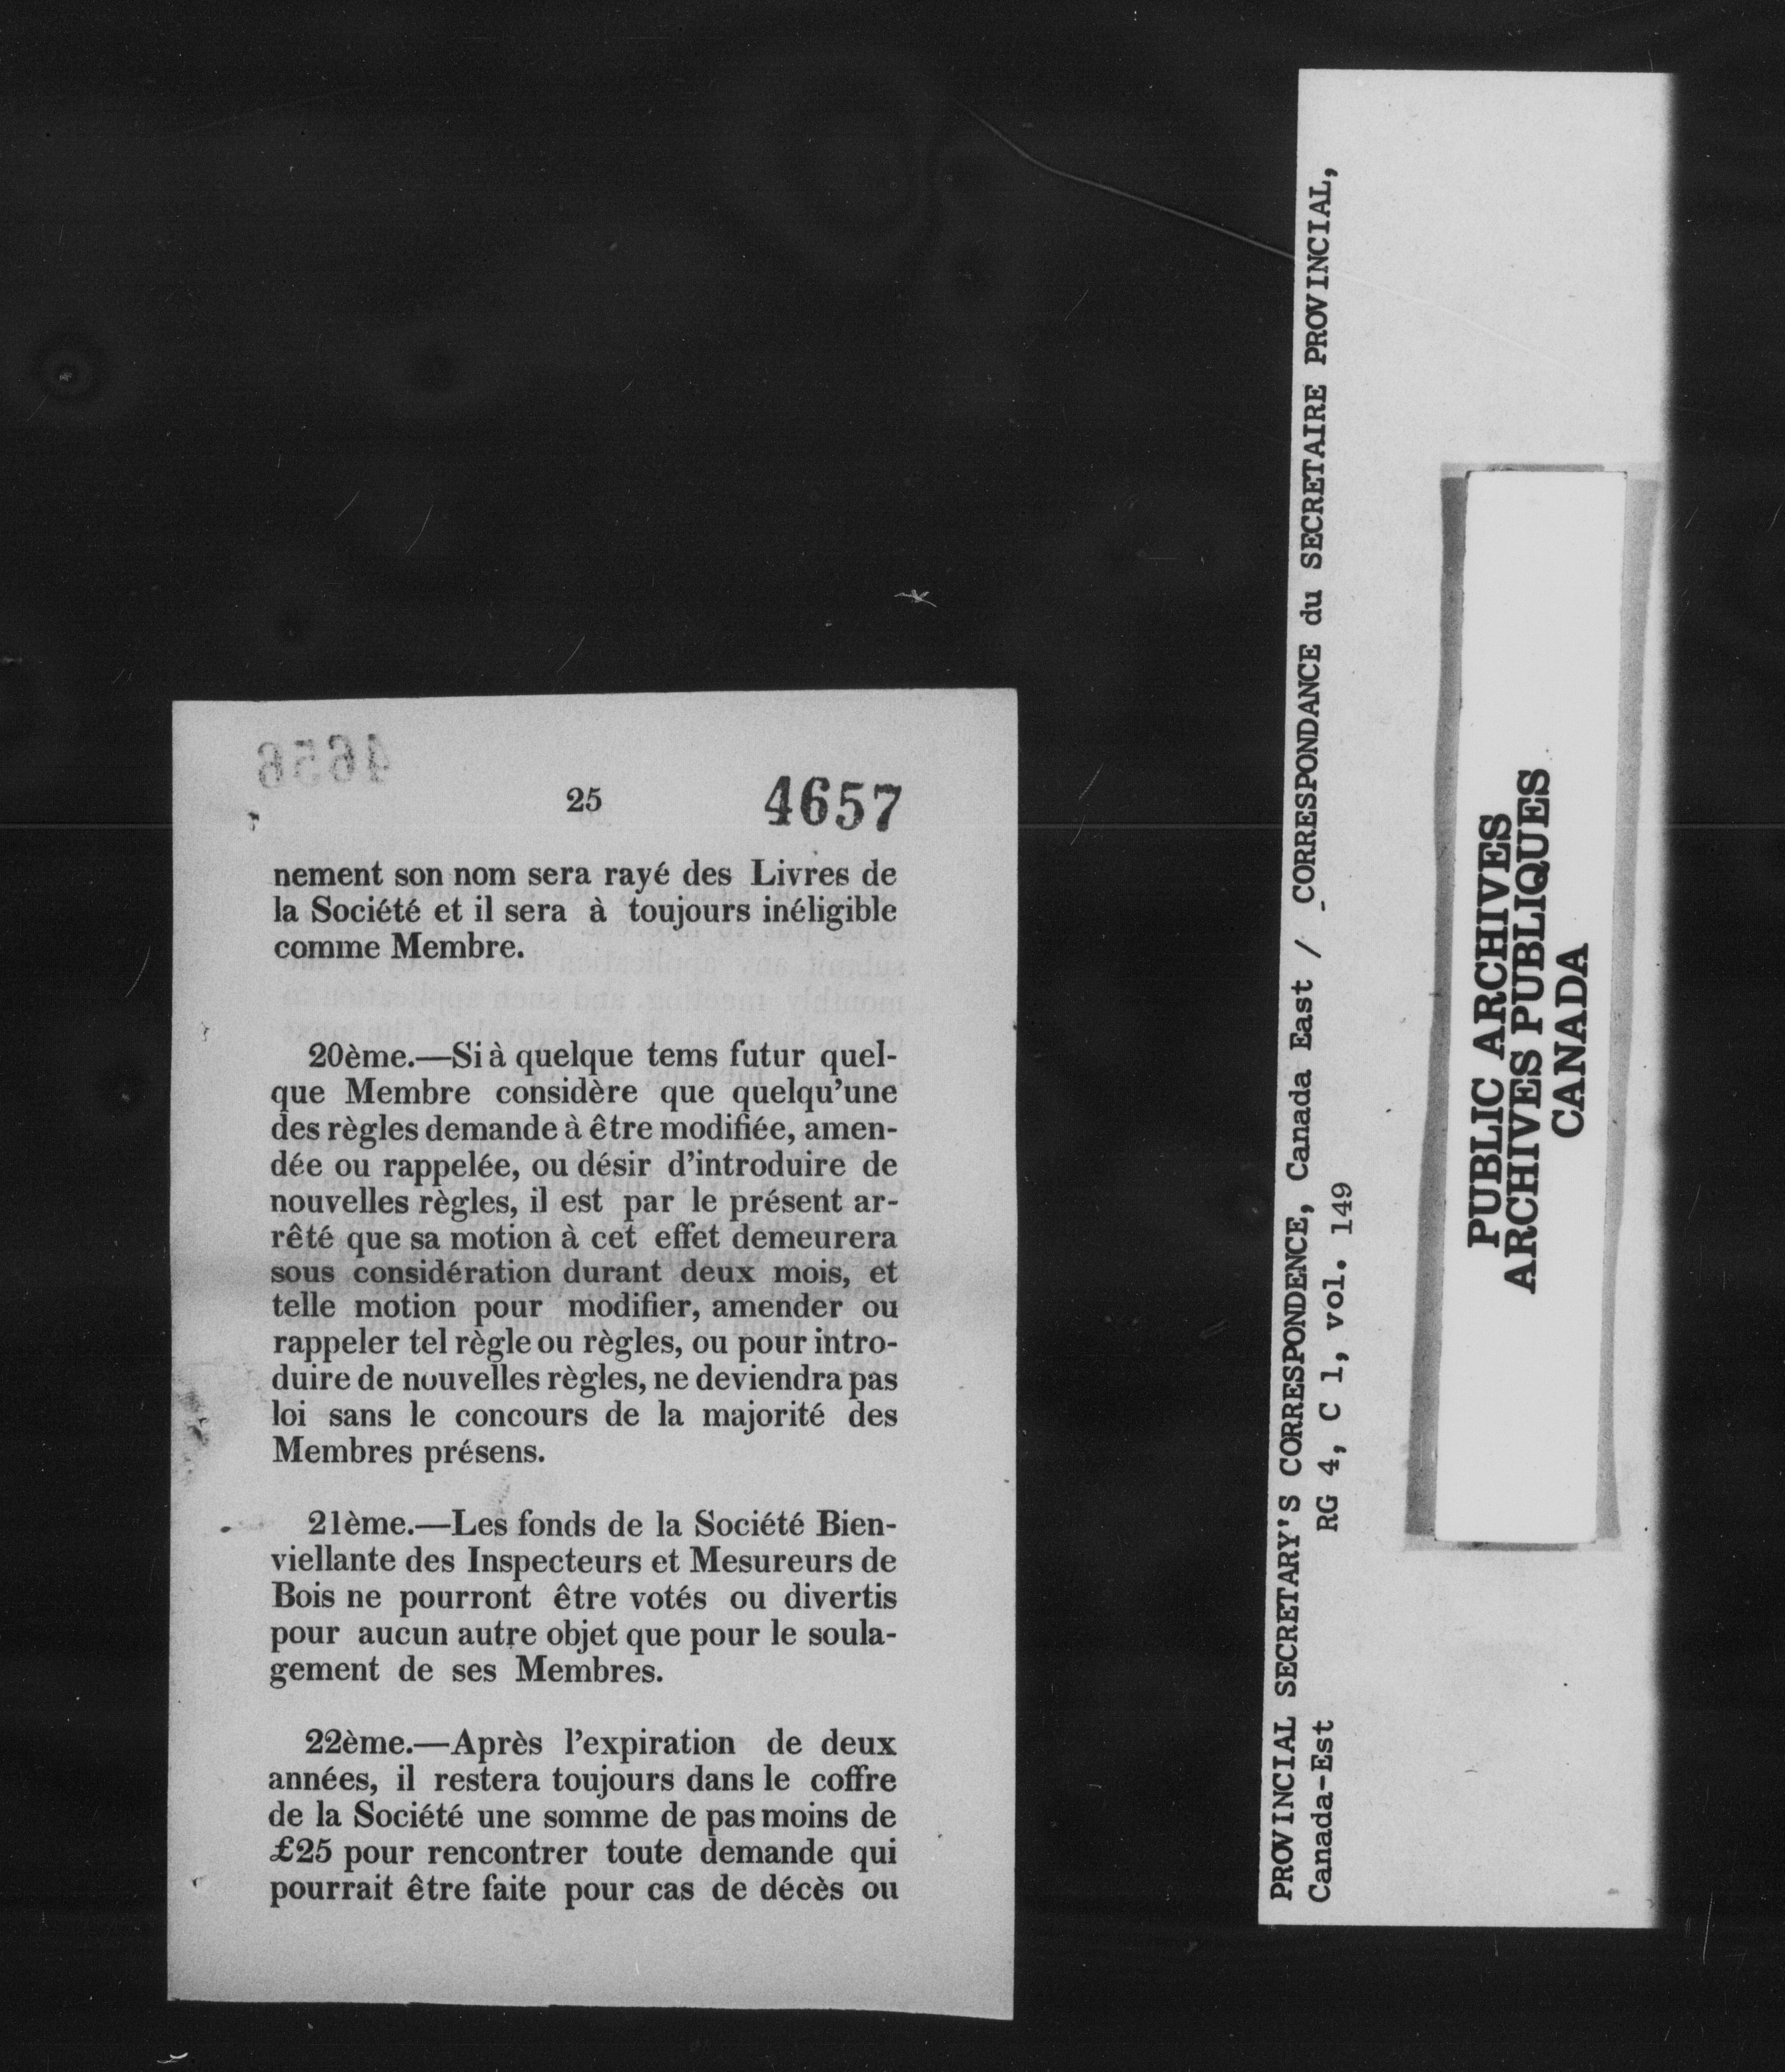 4656
25
4657
nement son nom sera rayé des Livres de
la Société et il sera à toujours inéligible
comme Membre.
20ème.—Si à quelque tems futur quel-
que Membre considère que quelqu'une
des règles demande à être modifiée, amen-
dée ou rappelée, ou désir d'introduire de
nouvelles règles, il est par le présent ar-
rêté que sa motion à cet effet demeurera
sous considération durant deux mois, et
telle motion pour modifier, amender ou
rappeler tel règle ou règles, ou pour intro-
duire de nouvelles règles, ne deviendra pas
loi sans le concours de la majorité des
Membres présens.
21ème.—Les fonds de la Société Bien-
viellante des Inspecteurs et Mesureurs de
Bois ne pourront être votés ou divertis
pour aucun autre objet que pour le soula-
gement de ses Membres.
22ème.—Après l'expiration de deux
années, il restera toujours dans le coffre
de la Société une somme de pas moins de
£25 pour rencontrer toute demande qui
pourrait être faite pour cas de décès ou
PROVINCIAL SECRETARY'S CORRESPONDENCE, Canada East / CORRESPONDANCE du SECRETAIRE PROVINCIAL,
Canada-Est RG 4, C 1, vol. 149
PUBLIC ARCHIVES
ARCHIVES PUBLIQUES
CANADA